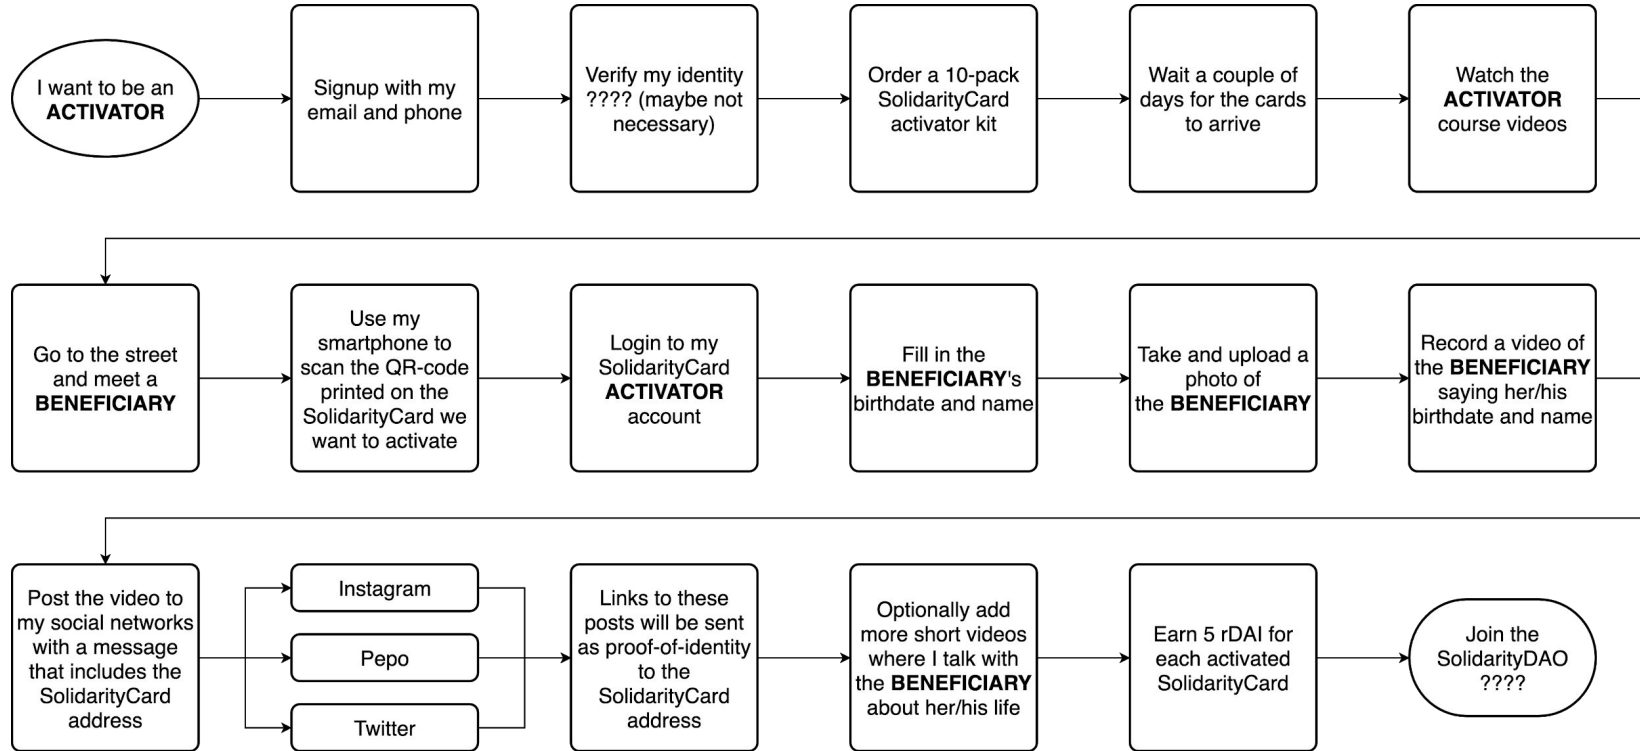 I want to be an
ACTIVATOR
Signup with my
email and phone
Verify my identity
???? (maybe not
necessary)
Order a 10-pack
SolidarityCard
activator kit
Wait a couple of
days for the cards
to arrive
Watch the
ACTIVATOR
course videos
Go to the street
and meet a
BENEFICIARY
Use my
smartphone to
scan the QR-code
printed on the
SolidarityCard we
want to activate
Login to my
SolidarityCard
ACTIVATOR
account
Fill in the
BENEFICIARY's
birthdate and name
Take and upload a
photo of
the BENEFICIARY
Record a video of
the BENEFICIARY
saying her/his
birthdate and name
Post the video to
my social networks
with a message
that includes the
SolidarityCard
address
Instagram
Pepo
Twitter
Links to these
posts will be sent
as proof-of-identity
to the
SolidarityCard
address
Optionally add
more short videos
where I talk with
the BENEFICIARY
about her/his life
Earn 5 rDAI for
each activated
SolidarityCard
Join the
SolidarityDAO
????